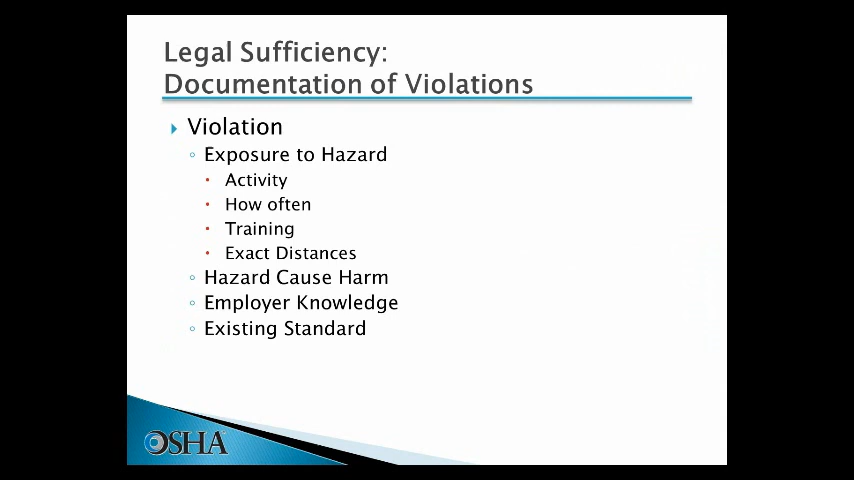 Legal Sufficiency:
Documentation of Violations
Violation
Exposure to Hazard
Activity
How often
Training
Exact Distances
Hazard Cause Harm
Employer Knowledge
Existing Standard
OSHA